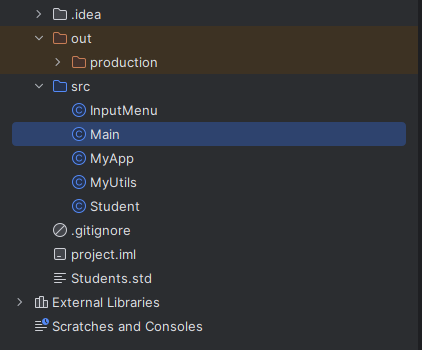 .idea
out
production
src
InputMenu
Main
MyApp
MyUtils
Student
.gitignore
project.iml
Students.std
External Libraries
Scratches and Consoles